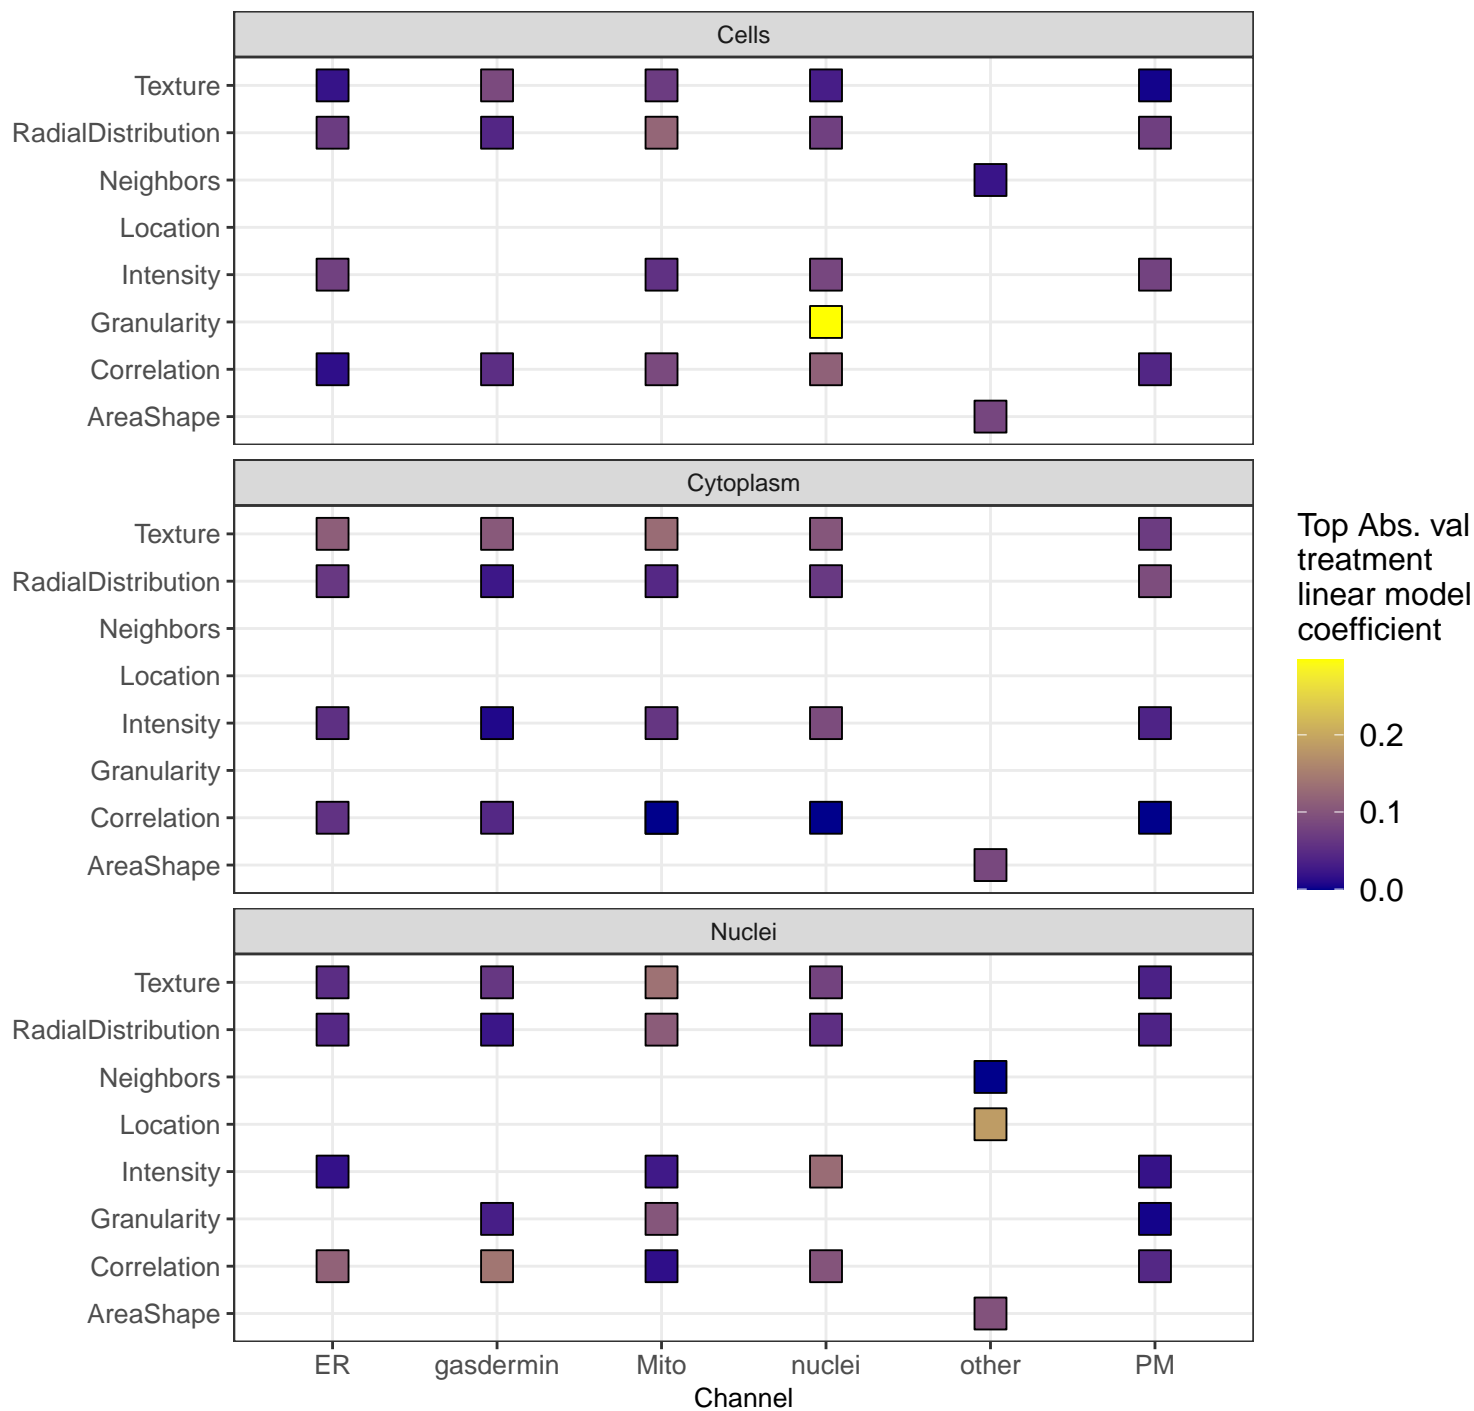 Cells
Texture
RadialDistribution
Neighbors
Location
Intensity
Granularity
Correlation
AreaShape
Cytoplasm
Texture
RadialDistribution
Neighbors
Location
Intensity
Granularity
Correlation
AreaShape
Nuclei
Texture
RadialDistribution
Neighbors
Location
Intensity
Granularity
Correlation
AreaShape
ER gasdermin Mito nuclei other PM
Channel
Top Abs. val
treatment
linear model
coefficient
0.2
0.1
0.0